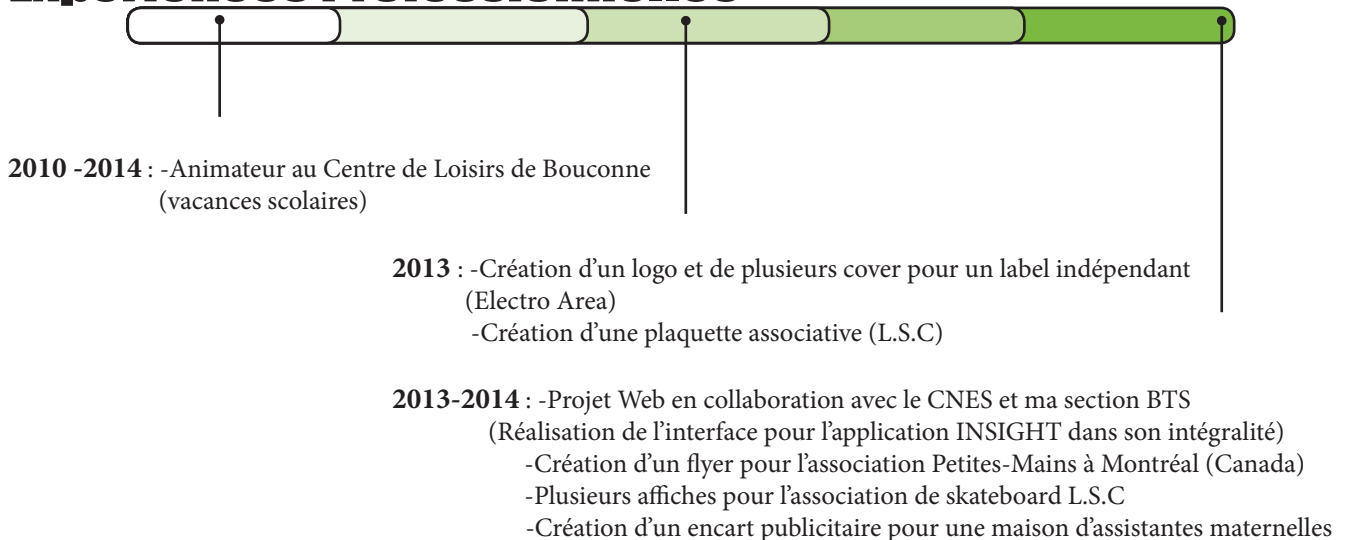 Expériences Professionnelles
2010 -2014 : -Animateur au Centre de Loisirs de Bouconne
(vacances scolaires)
2013 : -Création d’un logo et de plusieurs cover pour un label indépendant
(Electro Area)
-Création d’une plaquette associative (L.S.C)
2013-2014 : -Projet Web en collaboration avec le CNES et ma section BTS
(Réalisation de l’interface pour l’application INSIGHT dans son intégralité)
-Création d’un flyer pour l’association Petites-Mains à Montréal (Canada)
-Plusieurs affiches pour l’association de skateboard L.S.C
-Création d’un encart publicitaire pour une maison d’assistantes maternelles